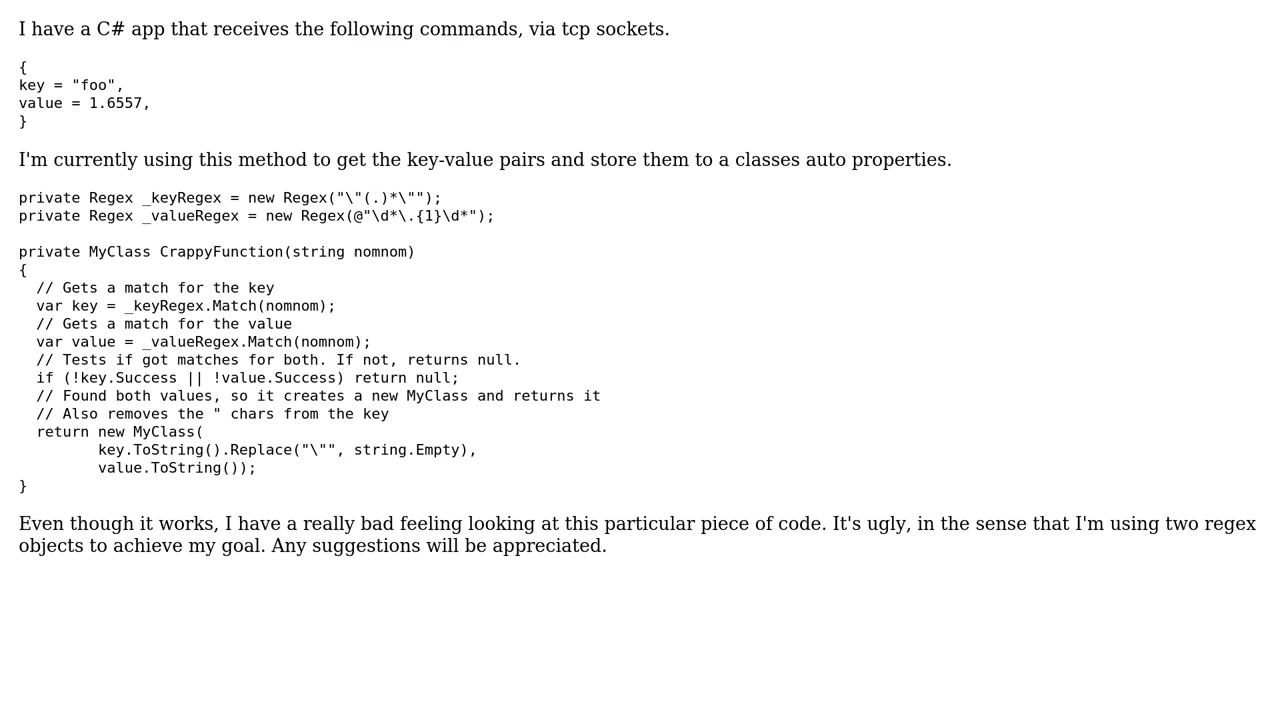 I have a C# app that receives the following commands, via tcp sockets.
{
key = "foo",
value = 1.6557,
}
I'm currently using this method to get the key-value pairs and store them to a classes auto properties.
private Regex _keyRegex = new Regex("\"(.)*\"");
private Regex _valueRegex = new Regex(@"\d*\.{1}\d*");
private MyClass CrappyFunction(string nomnom)
{
  // Gets a match for the key
  var key = _keyRegex.Match(nomnom);
  // Gets a match for the value
  var value = _valueRegex.Match(nomnom);
  // Tests if got matches for both. If not, returns null.
  if (!key.Success || !value.Success) return null;
  // Found both values, so it creates a new MyClass and returns it
  // Also removes the " chars from the key
  return new MyClass(
         key.ToString().Replace("\"", string.Empty),
         value.ToString());
}
Even though it works, I have a really bad feeling looking at this particular piece of code. It's ugly, in the sense that I'm using two regex
objects to achieve my goal. Any suggestions will be appreciated.